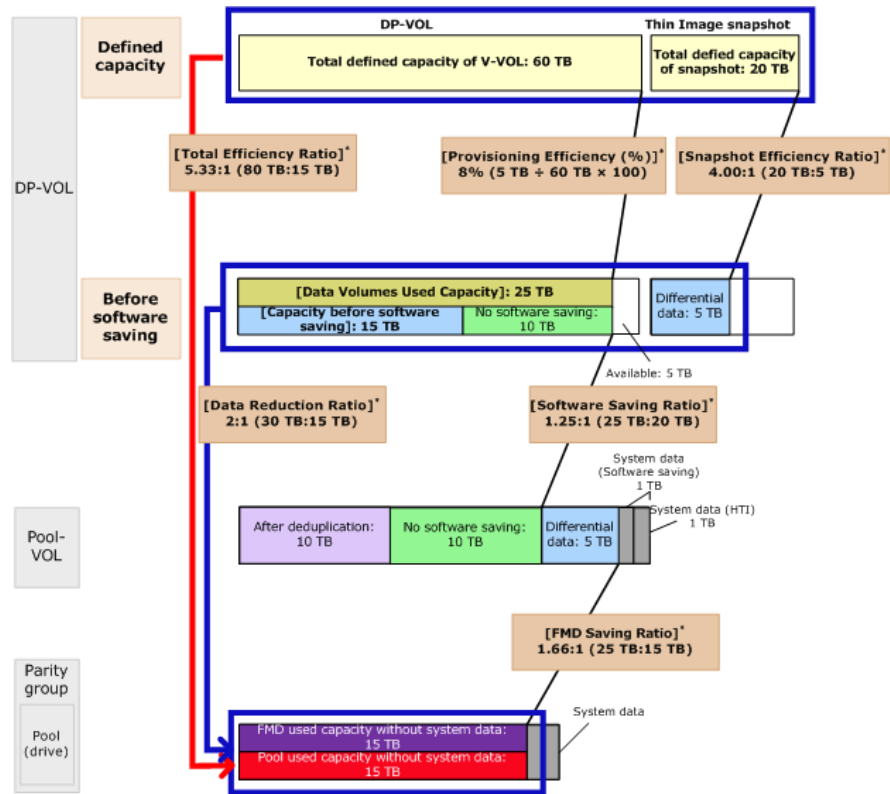 DP-VOL
Thin Image snapshot
Defined
capacity
Total defined capacity of V-VOL: 60 TB
Total defied capacity
of snapshot: 20 TB
[Total Efficiency Ratio]*
5.33:1 (80 TB:15 TB)
[Provisioning Efficiency (%)]*
8% (5 TB ÷ 60 TB × 100)
[Snapshot Efficiency Ratio]*
4.00:1 (20 TB:5 TB)
DP-VOL
Before
software
saving
[Data Volumes Used Capacity]: 25 TB
[Capacity before software
saving]: 15 TB
No software saving:
10 TB
Differential
data: 5 TB
Available: 5 TB
[Data Reduction Ratio]*
2:1 (30 TB:15 TB)
[Software Saving Ratio]*
1.25:1 (25 TB:20 TB)
System data
(Software saving)
1 TB
System data (HTI)
1 TB
Pool-
VOL
After deduplication:
10 TB
No software saving:
10 TB
Differential
data: 5 TB
[FMD Saving Ratio]*
1.66:1 (25 TB:15 TB)
Parity
group
Pool
(drive)
System data
FMD used capacity without system data:
15 TB
Pool used capacity without system data:
15 TB